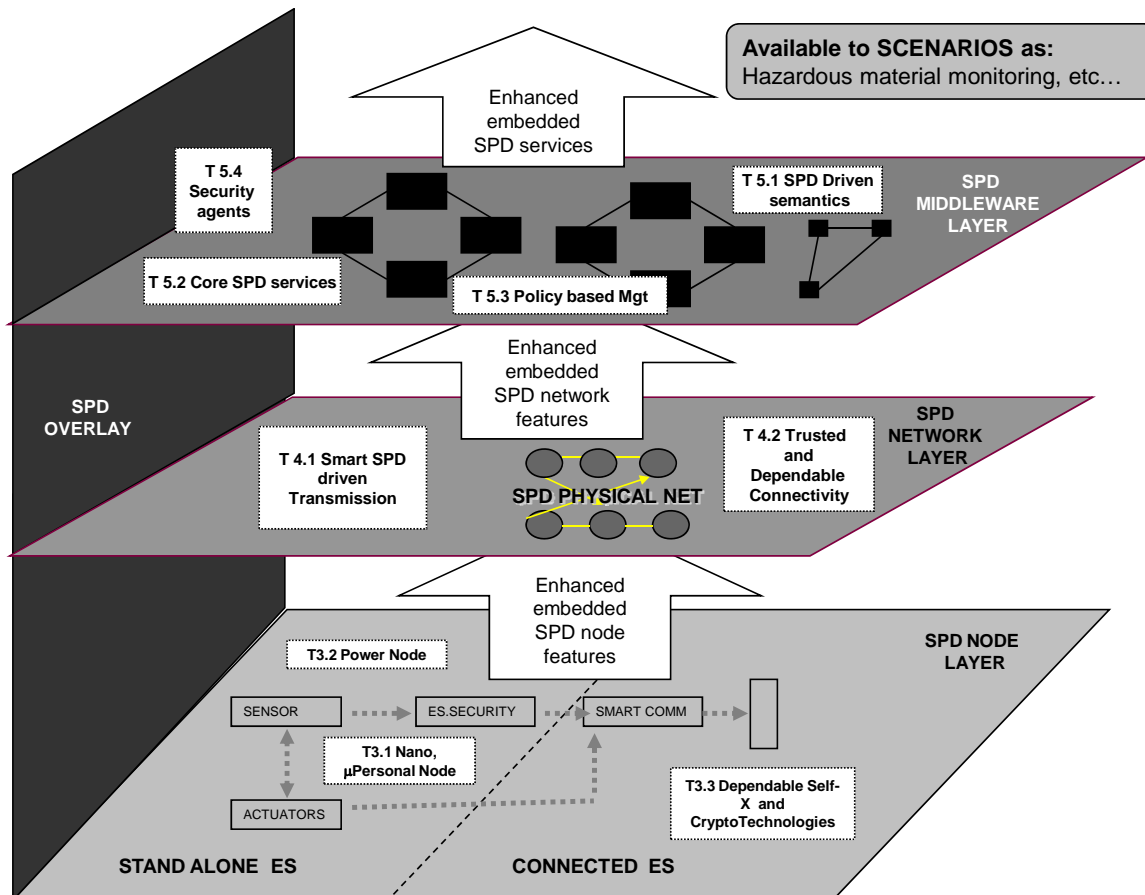 Available to SCENARIOS as:
Hazardous material monitoring, etc…
Enhanced
embedded
SPD services
T 5.4
Security
agents
T 5.1 SPD Driven
semantics
SPD
MIDDLEWARE
LAYER
T 5.2 Core SPD services
T 5.3 Policy based Mgt
Enhanced
embedded
SPD network
features
SPD
OVERLAY
SPD
NETWORK
LAYER
T 4.1 Smart SPD
driven
Transmission
T 4.2 Trusted
and
Dependable
Connectivity
SPD PHYSICAL NET
Enhanced
embedded
SPD node
features
SPD NODE
LAYER
T3.2 Power Node
SENSOR
ES.SECURITY
SMART COMM
T3.1 Nano,
μPersonal Node
T3.3 Dependable Self-
X and
CryptoTechnologies
ACTUATORS
STAND ALONE ES
CONNECTED ES